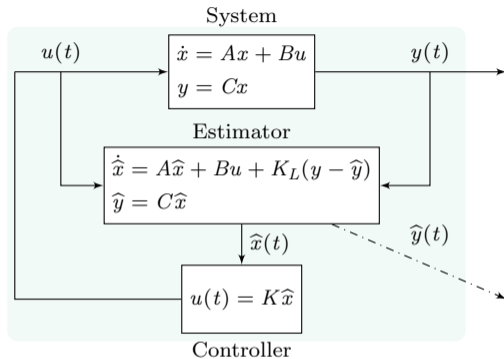 System
u(t)
ẋ = Ax + Bu
y(t)
y = Cx
Estimator
x̂̇ = Ax̂ + Bu + K_L(y − ŷ)
ŷ = Cx̂
x̂(t)
ŷ(t)
u(t) = Kx̂
Controller